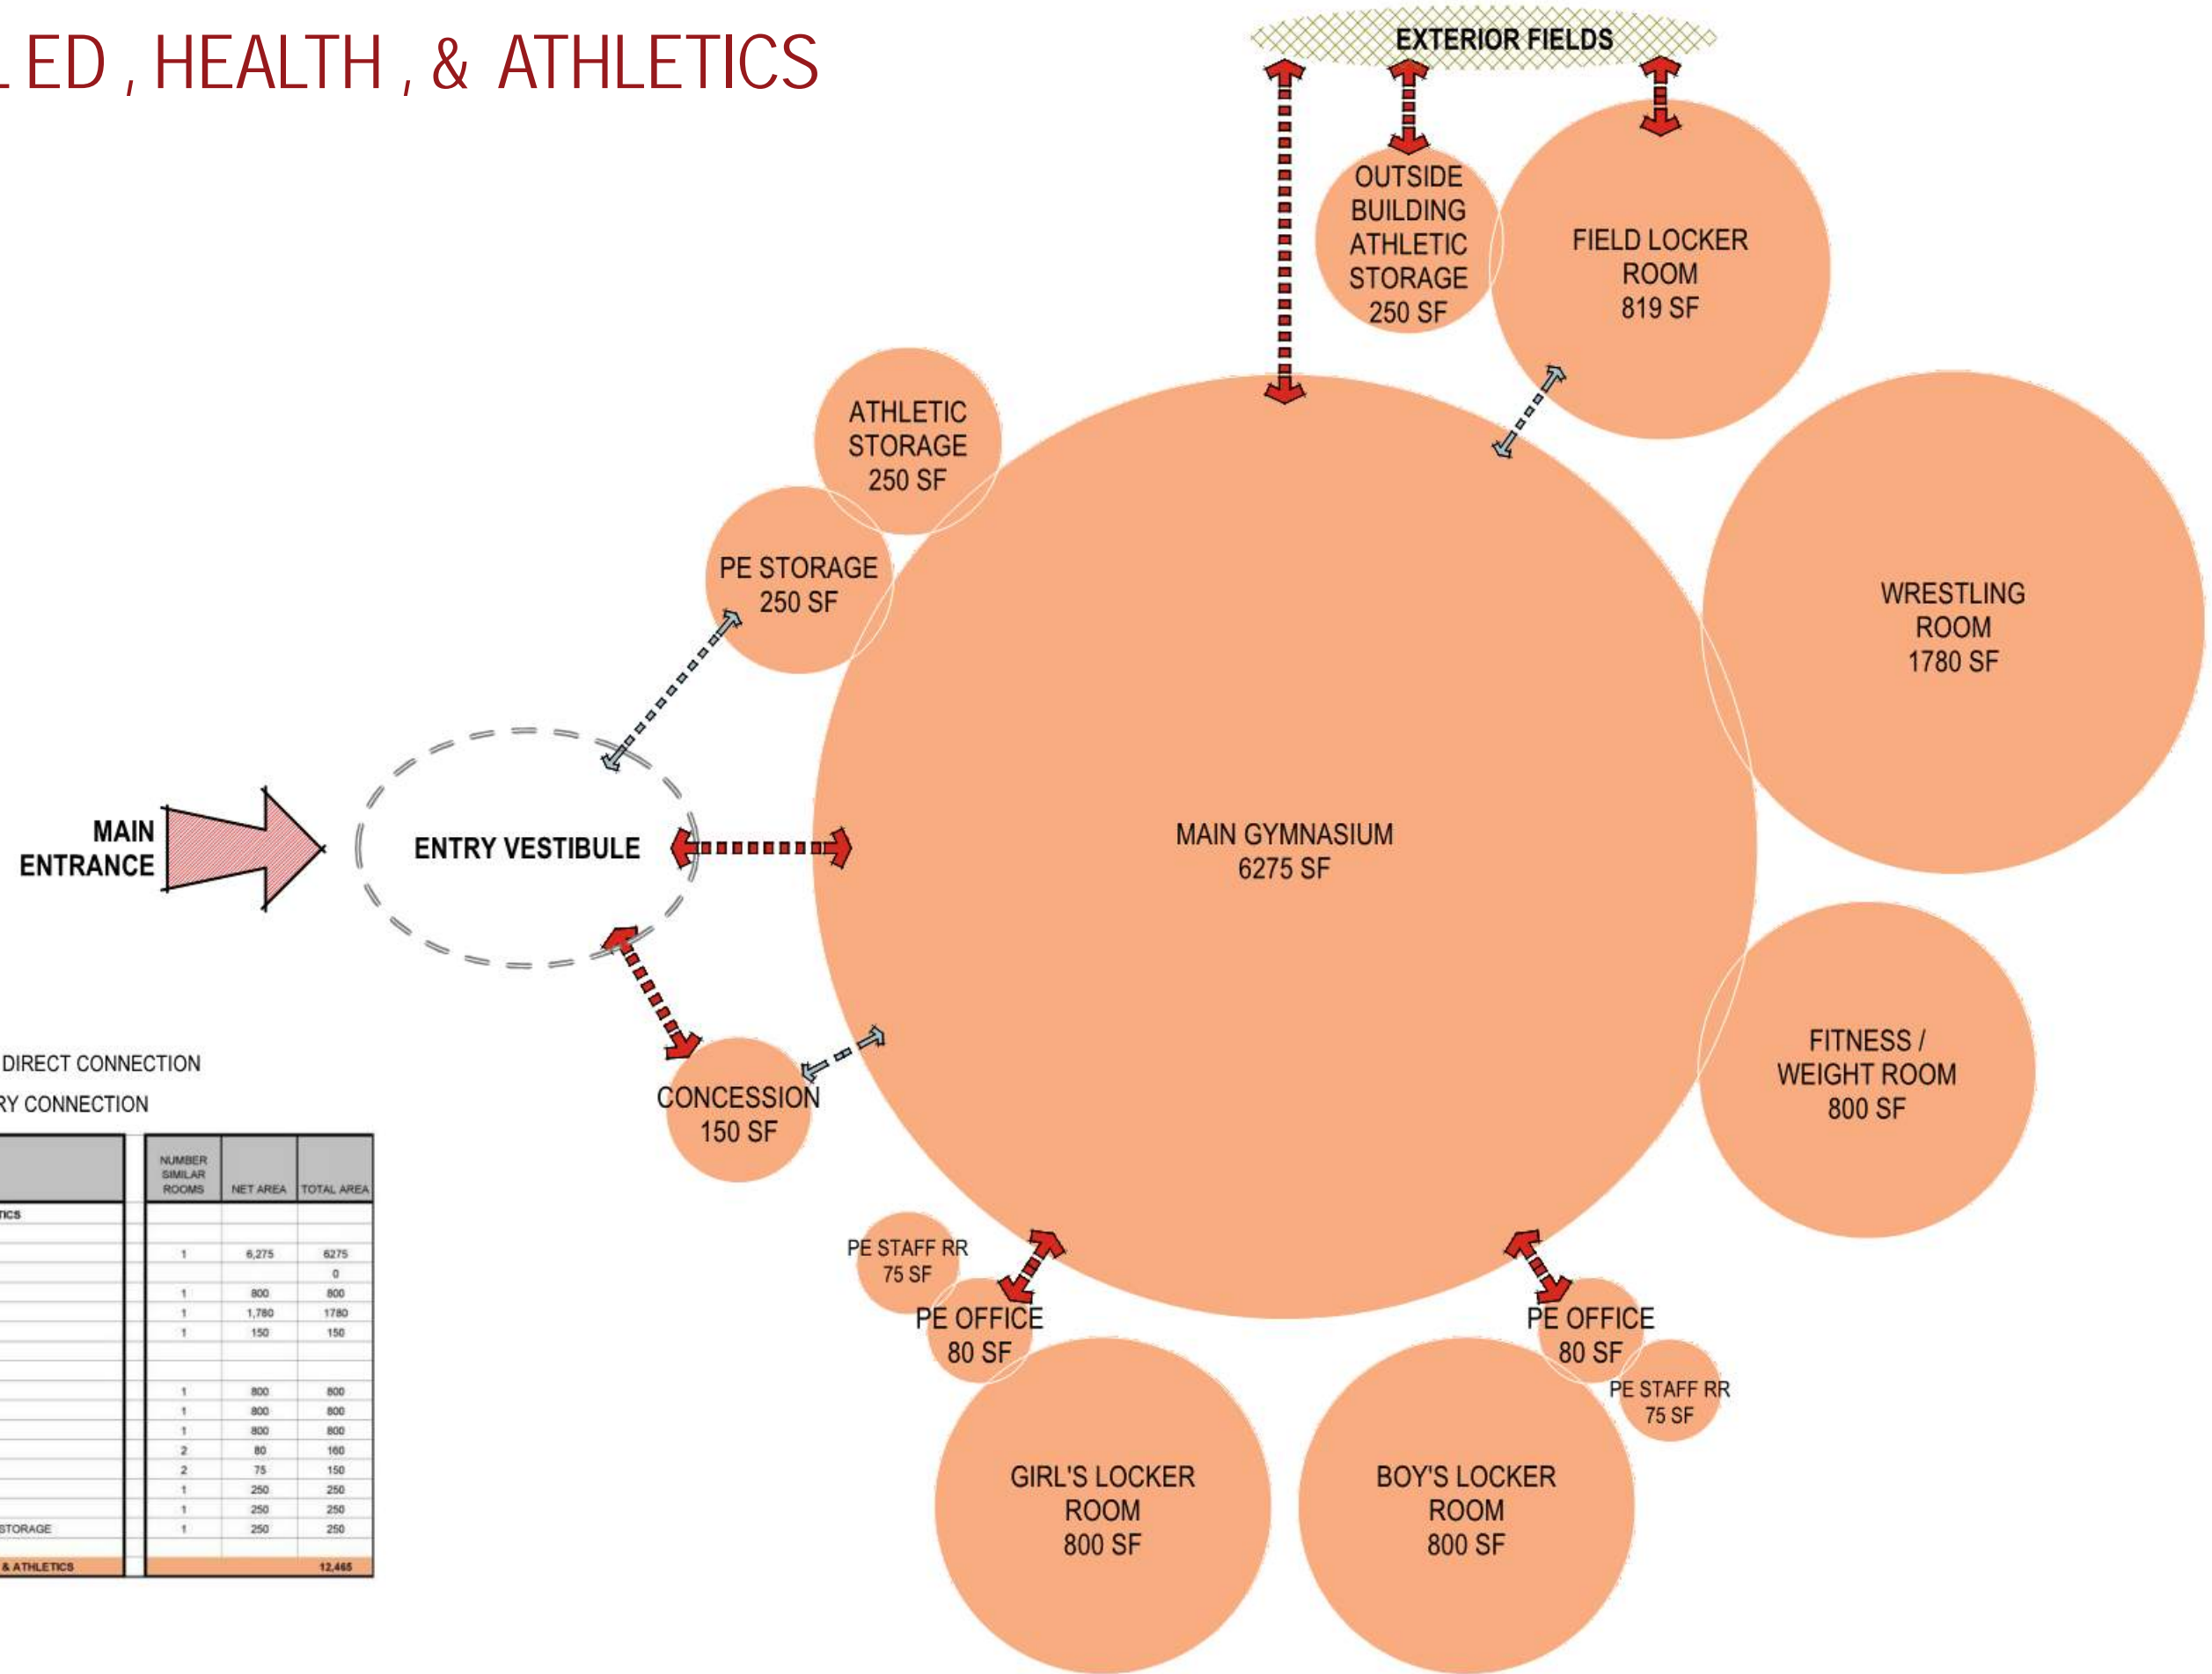 L ED , HEALTH , & ATHLETICS
EXTERIOR FIELDS
OUTSIDE
BUILDING
ATHLETIC
STORAGE
250 SF
FIELD LOCKER
ROOM
819 SF
ATHLETIC
STORAGE
250 SF
PE STORAGE
250 SF
WRESTLING
ROOM
1780 SF
MAIN
ENTRANCE
ENTRY VESTIBULE
MAIN GYMNASIUM
6275 SF
FITNESS /
WEIGHT ROOM
800 SF
CONCESSION
150 SF
PE STAFF RR
75 SF
PE OFFICE
80 SF
PE OFFICE
80 SF
PE STAFF RR
75 SF
GIRL'S LOCKER
ROOM
800 SF
BOY'S LOCKER
ROOM
800 SF
DIRECT CONNECTION
RY CONNECTION
NUMBER
SIMILAR
ROOMS NET AREA TOTAL AREA
TICS
1 6,275 6275
0
1 800 800
1 1,780 1780
1 150 150
1 800 800
1 800 800
1 800 800
2 80 160
2 75 150
1 250 250
1 250 250
STORAGE 1 250 250
& ATHLETICS 12,465